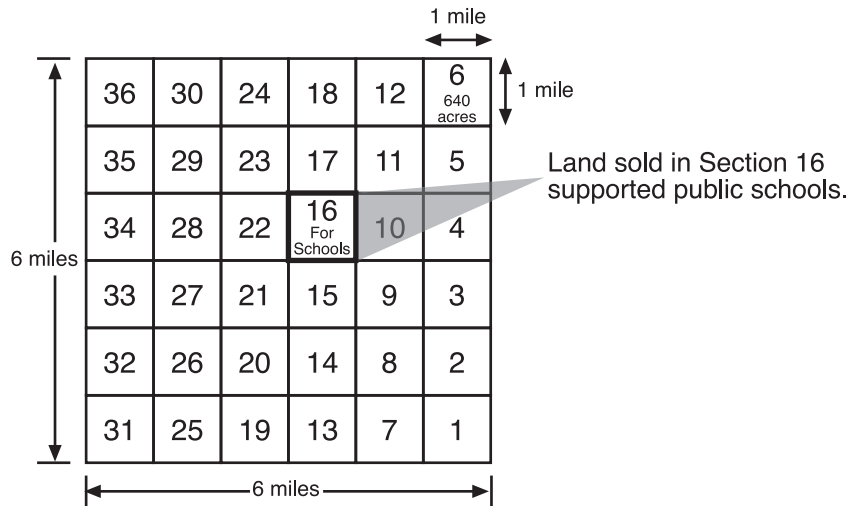 1 mile
36 30 24 18 12 6
640
acres
1 mile
35 29 23 17 11 5
Land sold in Section 16
supported public schools.
34 28 22 16 10 4
For
Schools
6 miles
33 27 21 15 9 3
32 26 20 14 8 2
31 25 19 13 7 1
6 miles